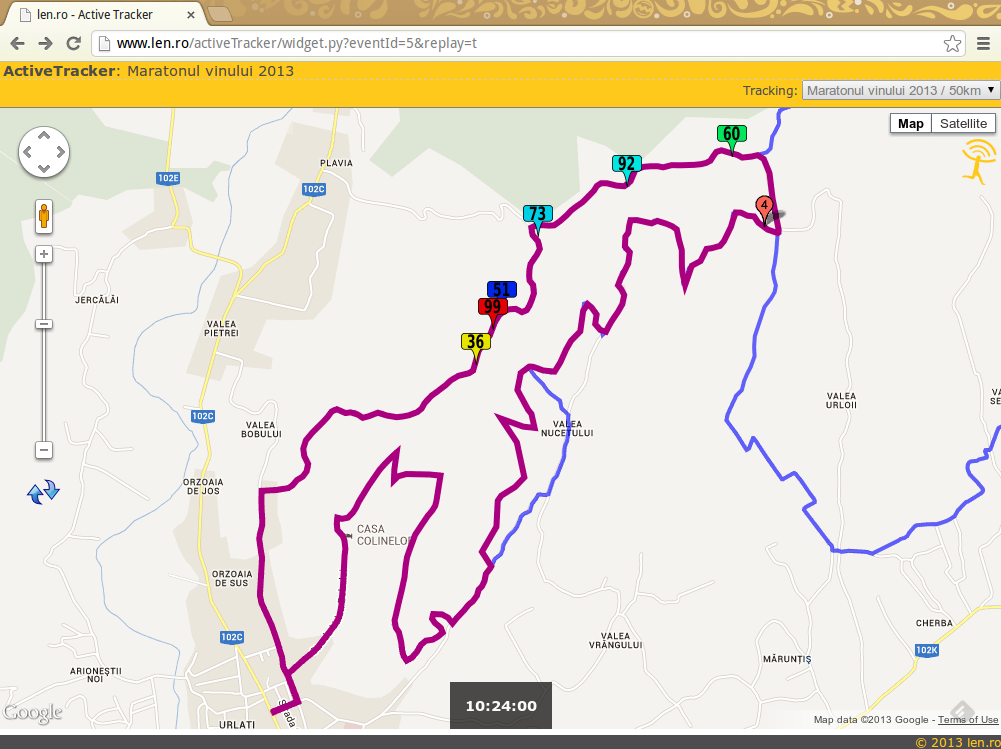 len.ro - Active Tracker
www.len.ro/activeTracker/widget.py?eventId=5&replay=t
ActiveTracker: Maratonul vinului 2013
Tracking: Maratonul vinului 2013 / 50km
Map Satellite
60
PLAVIA
92
102E
102C
4
73
51
JERCĂLĂI
99
VALEA
PIETREI
36
VALEA
URLOII
VA
SE
102C
VALEA
BOBULUI
VALEA
NUCETULUI
ORZOAIA
DE JOS
CASA
COLINELOR
ORZOAIA
DE SUS
CHERBA
102C
VALEA
VRÂNGULUI
102K
MĂRUNȚIȘ
ARIONEȘTII
NOI
Strada
10:24:00
Google
URLATI
Map data ©2013 Google - Terms of Use
© 2013 len.ro